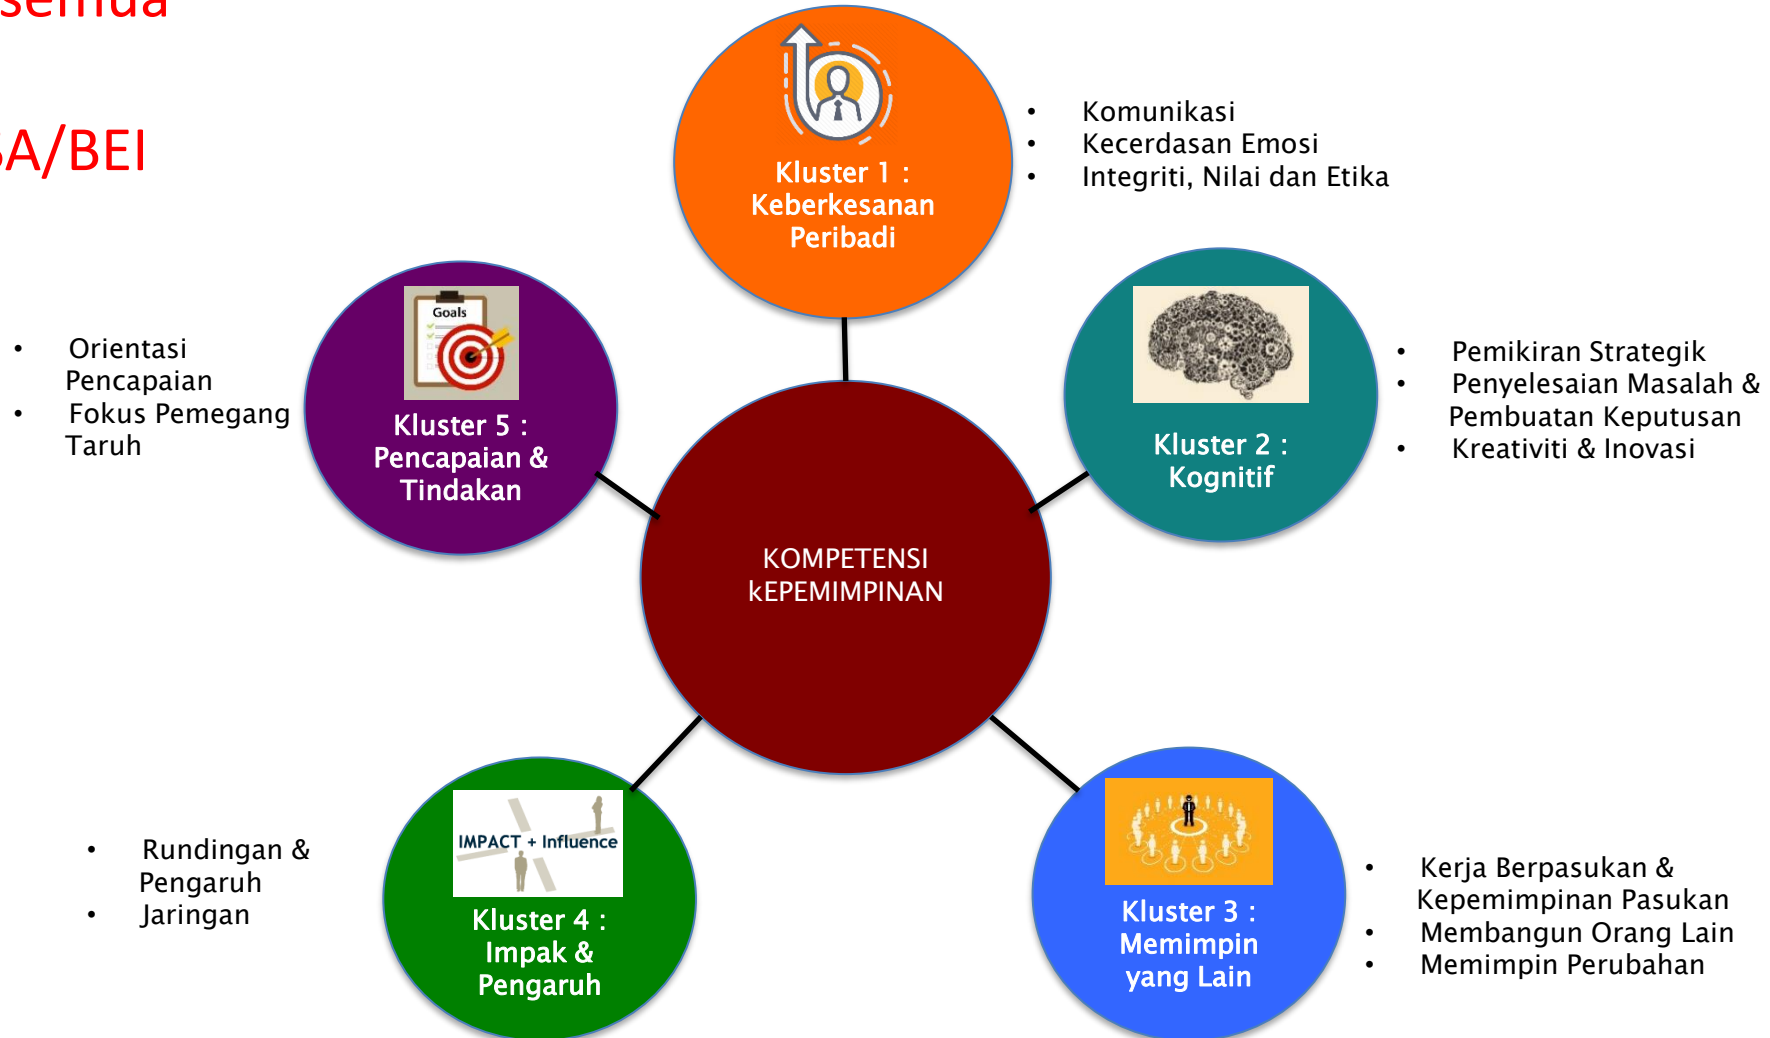 semua
SA/BEI
Kluster 1 :
Keberkesanan
Peribadi
• Komunikasi
• Kecerdasan Emosi
• Integriti, Nilai dan Etika
Kluster 2 :
Kognitif
• Pemikiran Strategik
• Penyelesaian Masalah &
Pembuatan Keputusan
• Kreativiti & Inovasi
Kluster 3 :
Memimpin
yang Lain
• Kerja Berpasukan &
Kepemimpinan Pasukan
• Membangun Orang Lain
• Memimpin Perubahan
IMPACT + Influence
Kluster 4 :
Impak &
Pengaruh
• Rundingan &
Pengaruh
• Jaringan
Goals
Kluster 5 :
Pencapaian &
Tindakan
• Orientasi
Pencapaian
• Fokus Pemegang
Taruh
KOMPETENSI
kEPEMIMPINAN